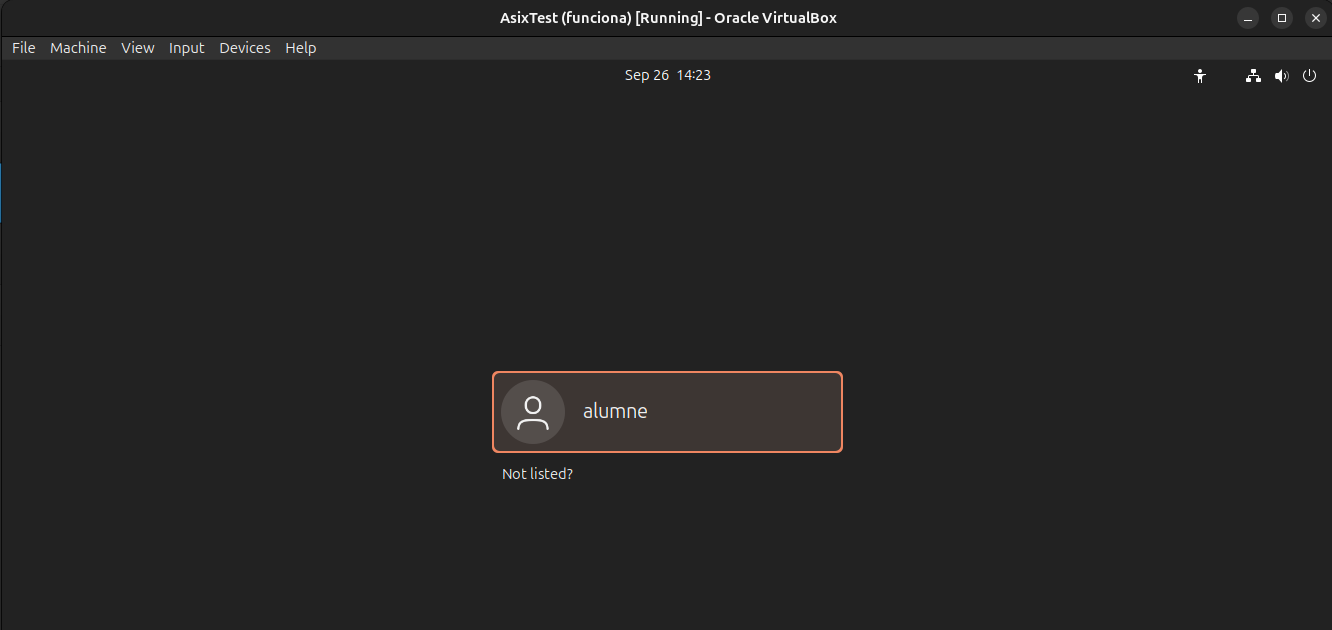 AsixTest (funciona) [Running] - Oracle VirtualBox
File Machine View Input Devices Help
Sep 26 14:23
alumne
Not listed?